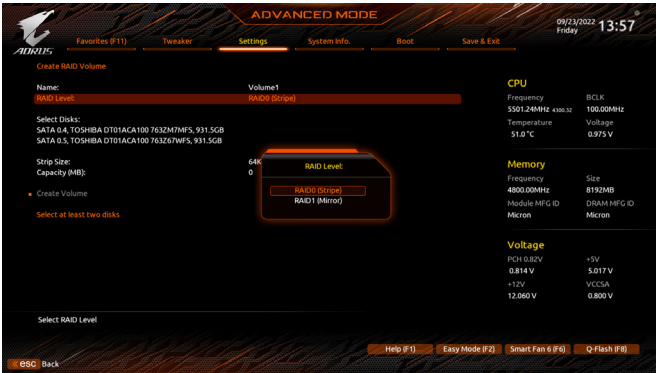 ADVANCED MODE
09/23/2022 13:57
Friday
AORUS
Favorites (F11) Tweaker Settings System Info. Boot Save & Exit
Create RAID Volume
Name: Volume1
RAID Level: RAID0 (Stripe)
Select Disks:
SATA 0.4, TOSHIBA DT01ACA100 763ZM7MFS, 931.5GB
SATA 0.5, TOSHIBA DT01ACA100 763Z67WFS, 931.5GB
Strip Size: 64K
Capacity (MB): 0
Create Volume
Select at least two disks
RAID Level:
RAID0 (Stripe)
RAID1 (Mirror)
CPU
Frequency BCLK
5501.24MHz 4300.32 100.00MHz
Temperature Voltage
51.0 °C 0.975 V
Memory
Frequency Size
4800.00MHz 8192MB
Module MFG ID DRAM MFG ID
Micron Micron
Voltage
PCH 0.82V +5V
0.814 V 5.017 V
+12V VCCSA
12.060 V 0.800 V
Select RAID Level
Help (F1) Easy Mode (F2) Smart Fan 6 (F6) Q-Flash (F8)
esc Back